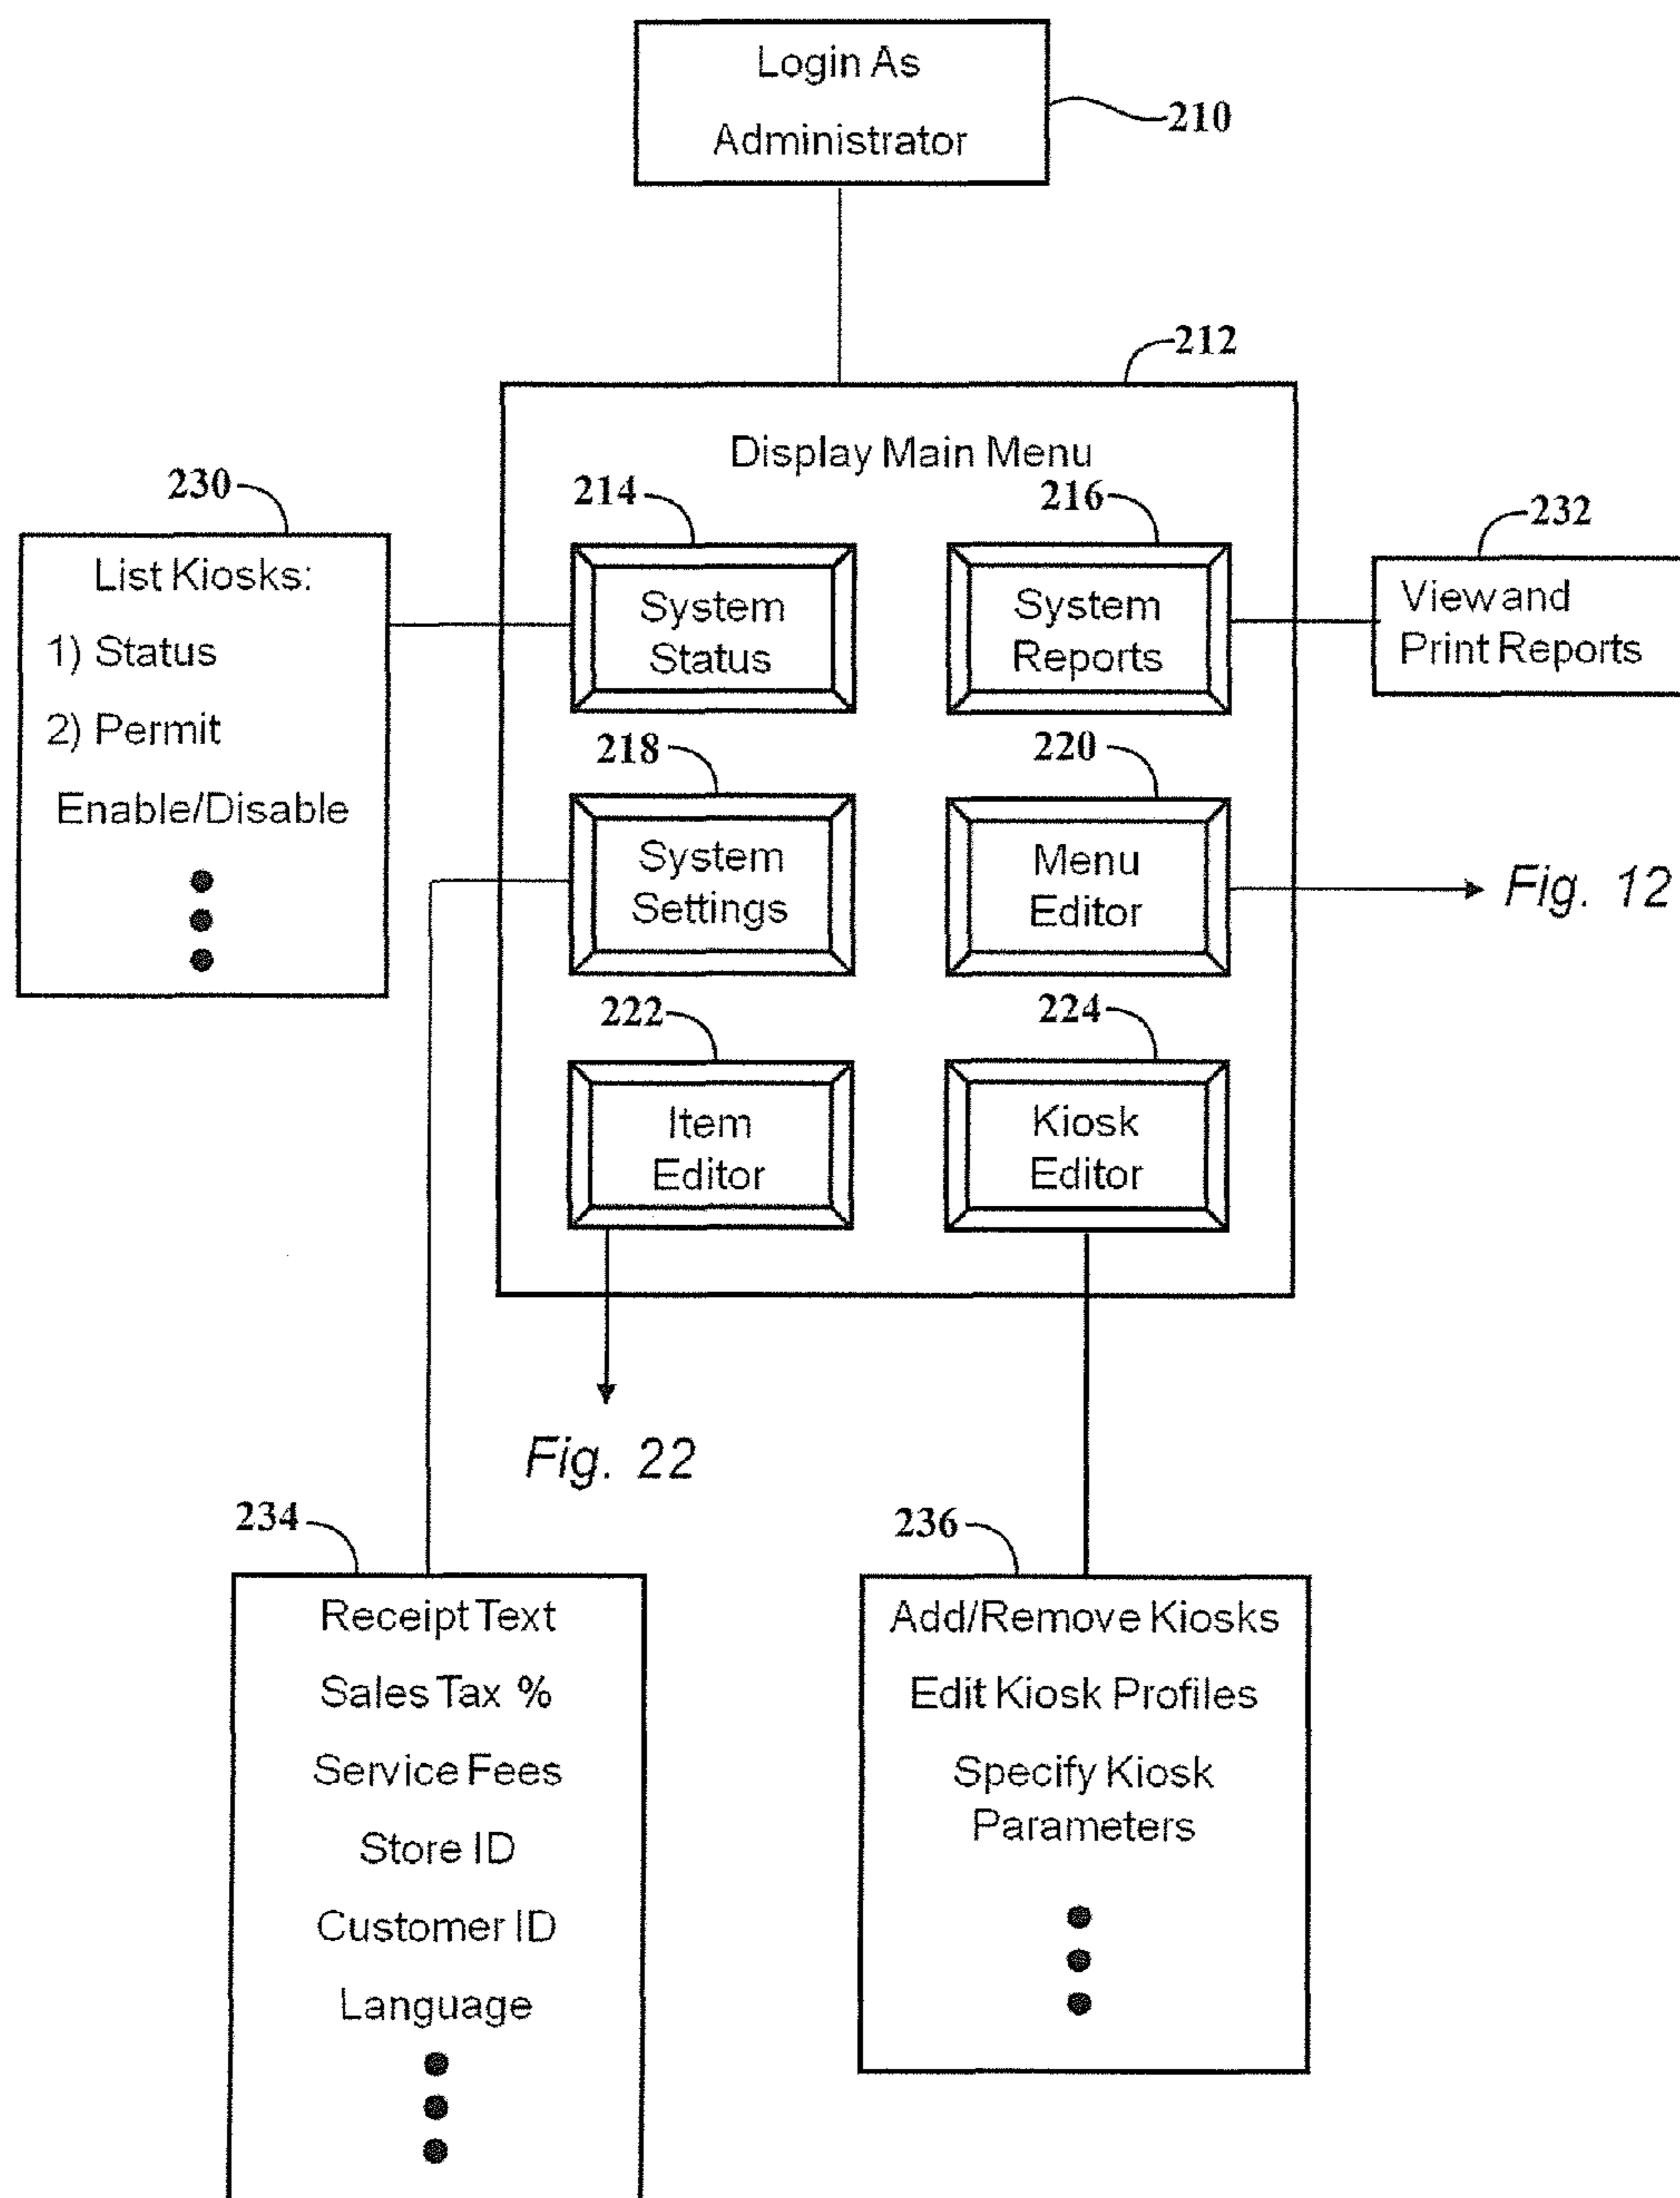 Login As
Administrator
210
212
Display Main Menu
230
214
216
232
List Kiosks:
1) Status
2) Permit
Enable/Disable
System
Status
System
Reports
View and
Print Reports
218
220
System
Settings
Menu
Editor
Fig. 12
222
224
Item
Editor
Kiosk
Editor
Fig. 22
234
236
Receipt Text
Sales Tax %
Service Fees
Store ID
Customer ID
Language
Add/Remove Kiosks
Edit Kiosk Profiles
Specify Kiosk
Parameters